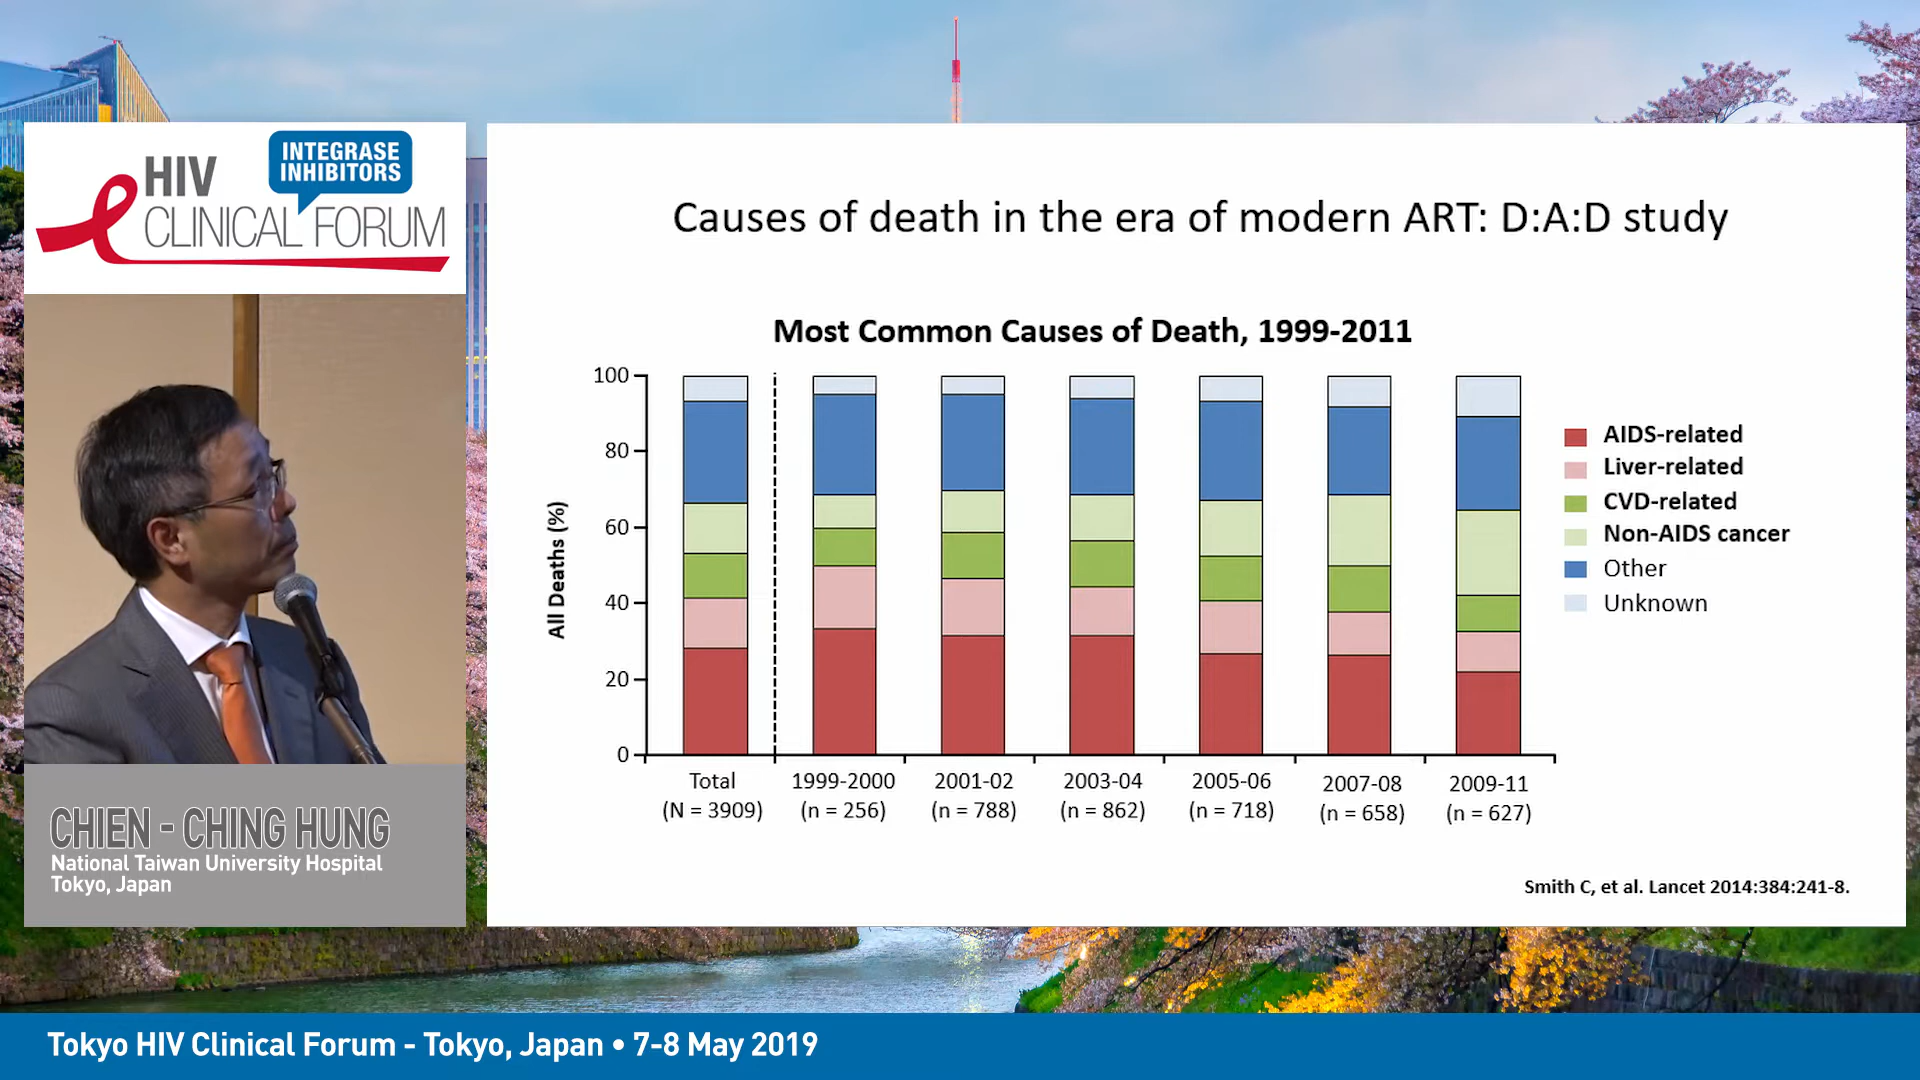 HIV
INTEGRASE
INHIBITORS
CLINICAL FORUM
CHIEN - CHING HUNG
National Taiwan University Hospital
Tokyo, Japan
Causes of death in the era of modern ART: D:A:D study
Most Common Causes of Death, 1999-2011
All Deaths (%)
100
80
60
40
20
0
Total
(N = 3909)
1999-2000
(n = 256)
2001-02
(n = 788)
2003-04
(n = 862)
2005-06
(n = 718)
2007-08
(n = 658)
2009-11
(n = 627)
AIDS-related
Liver-related
CVD-related
Non-AIDS cancer
Other
Unknown
Smith C, et al. Lancet 2014:384:241-8.
Tokyo HIV Clinical Forum - Tokyo, Japan • 7-8 May 2019